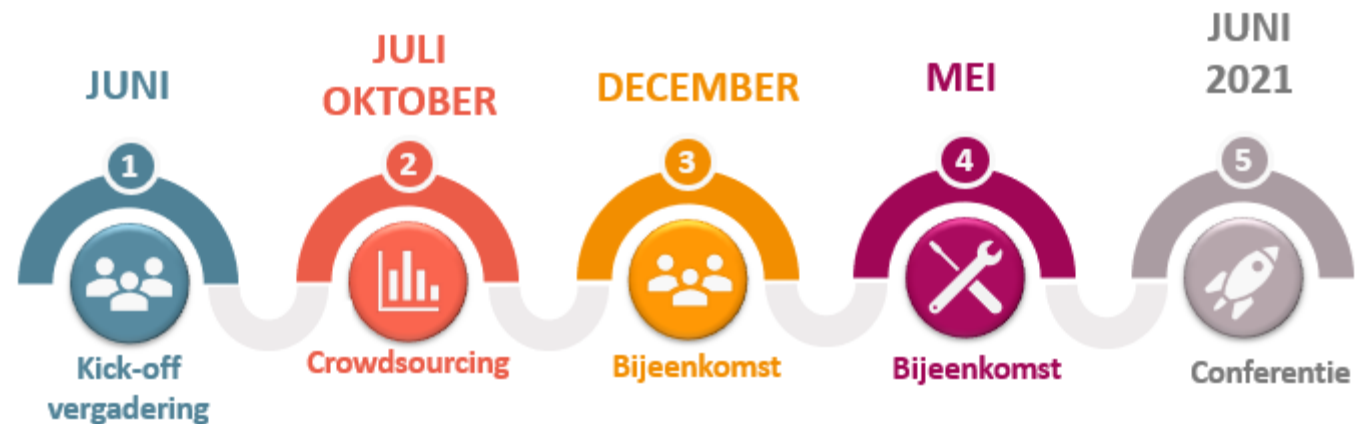 JUNI
1
Kick-off
vergadering
JULI
OKTOBER
2
Crowdsourcing
DECEMBER
3
Bijeenkomst
MEI
4
Bijeenkomst
JUNI
2021
5
Conferentie